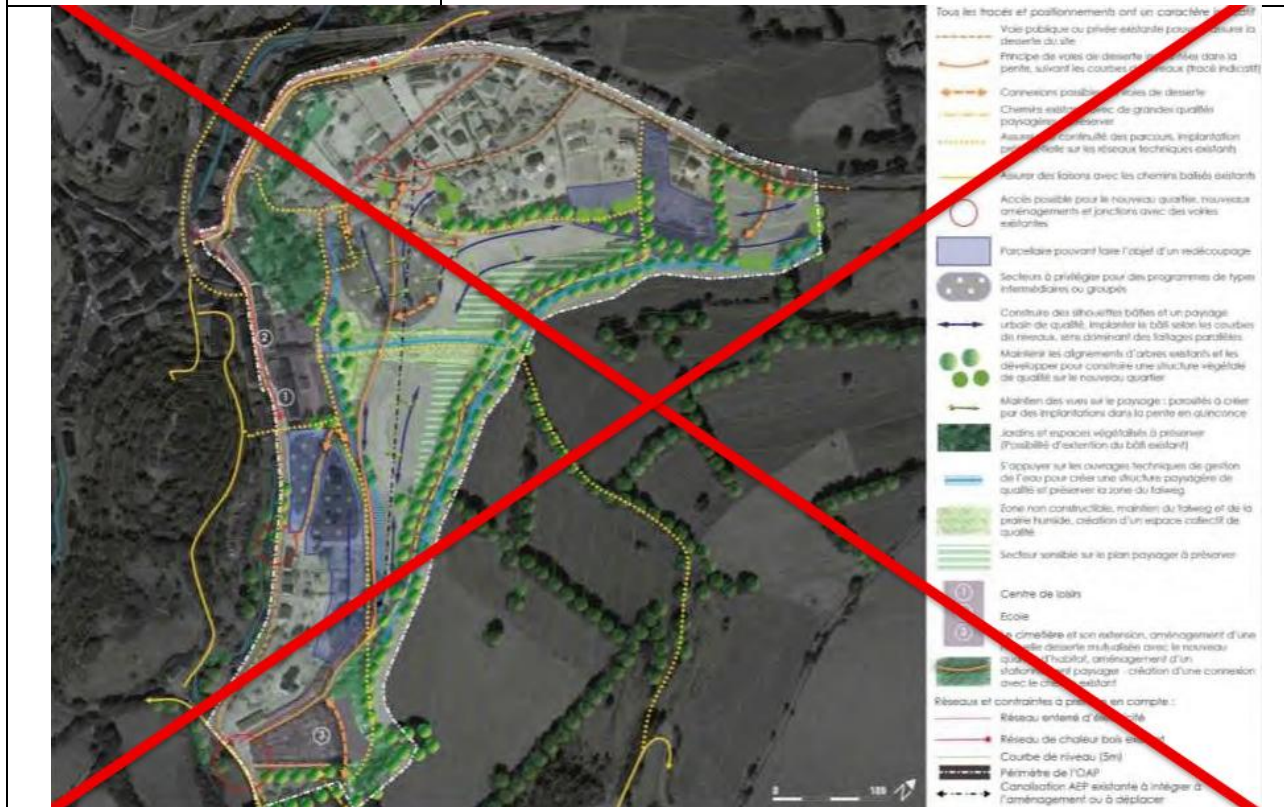 Tous les tracés et positionnements ont un caractère
Voie publique ou privée existante assurer la
desserte du site
Principe de voies de desserte dans la
pente, suivant les courbes (tracé indicatif)
Connexions possible de desserte
Chemins avec de grandes qualités
préserver
continuité des parcours, implantation
sur les réseaux techniques existants
Assurer des liaisons avec les chemins balisés existants
Accès possible pour le nouveau quartier, nouveaux
aménagements et jonctions avec des voiries
existantes
Parcellaire pouvant faire l'objet d'un redécoupage
Secteurs à privilégier pour des programmes de types
intermédiaires ou groupés
Construire des silhouettes bâties et un paysage
urbain de qualité, implanter le bâti selon les courbes
de niveaux, sens dominant des faîtages parallèles
Maintenir les alignements d'arbres existants et les
développer pour construire une structure végétale
de qualité sur le nouveau quartier
Maintien des vues sur le paysage : porosités à créer
par des implantations dans la pente en quinconce
Jardins et espaces végétalisés à préserver
(Possibilité d'extention du bâti existant)
S'appuyer sur les ouvrages techniques de gestion
de l'eau pour créer une structure paysagère de
qualité et préserver la zone du talweg
Zone non constructible, maintien du talweg et de la
prairie humide, création d'un espace collectif de
qualité
Secteur sensible sur le plan paysager à préserver
1 Centre de loisirs
Ecole
3 cimetière et son extension, aménagement d'une
desserte mutualisée avec le nouveau
d'habitat, aménagement d'un
paysager - création d'une connexion
avec le existant
Réseaux et contraintes à en compte :
Réseau enterré
Réseau de chaleur bois
Courbe de niveau (5m)
Périmètre de l'OAP
Canalisation AEP existante à intégrer à
l'aménagement ou à déplacer
2
1
3
0